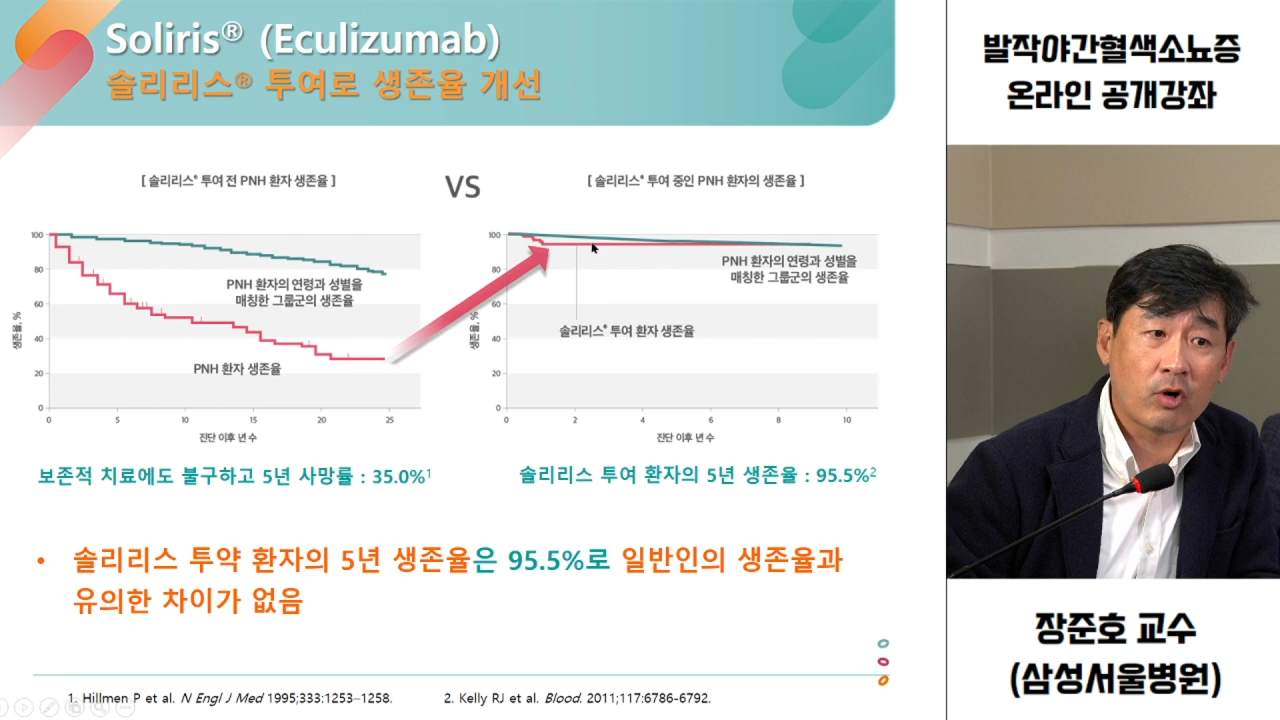 Soliris® (Eculizumab)
솔리리스® 투여로 생존율 개선
[ 솔리리스® 투여 전 PNH 환자 생존율 ]
VS
[ 솔리리스® 투여 중인 PNH 환자의 생존율 ]
생존율, %
100
80
60
40
20
0
PNH 환자의 연령과 성별을
매칭한 그룹군의 생존율
PNH 환자 생존율
0 5 10 15 20 25
진단 이후 년 수
생존율, %
100
80
60
40
20
0
PNH 환자의 연령과 성별을
매칭한 그룹군의 생존율
솔리리스® 투여 환자 생존율
0 2 4 6 8 10
진단 이후 년 수
보존적 치료에도 불구하고 5년 사망률 : 35.0%1
솔리리스 투여 환자의 5년 생존율 : 95.5%2
• 솔리리스 투약 환자의 5년 생존율은 95.5%로 일반인의 생존율과
유의한 차이가 없음
1. Hillmen P et al. N Engl J Med 1995;333:1253–1258.
2. Kelly RJ et al. Blood. 2011;117:6786-6792.
발작야간혈색소뇨증
온라인 공개강좌
장준호 교수
(삼성서울병원)